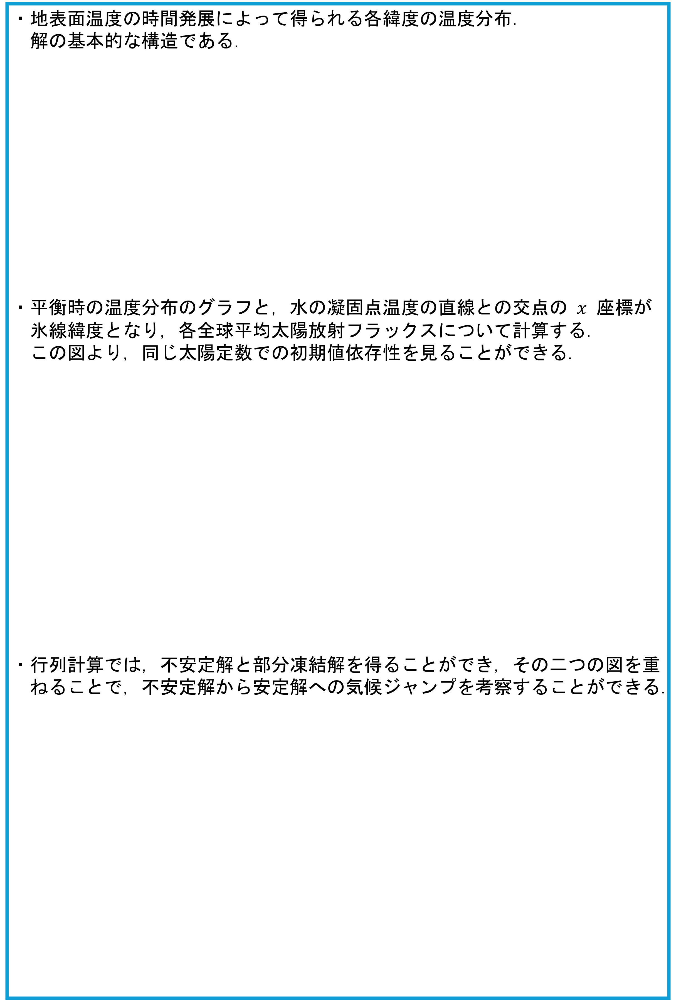 ・地表面温度の時間発展によって得られる各緯度の温度分布.
解の基本的な構造である.
・平衡時の温度分布のグラフと, 水の凝固点温度の直線との交点の x 座標が
氷線緯度となり, 各全球平均太陽放射フラックスについて計算する.
この図より, 同じ太陽定数での初期値依存性を見ることができる.
・行列計算では, 不安定解と部分凍結解を得ることができ, その二つの図を重
ねることで, 不安定解から安定解への気候ジャンプを考察することができる.